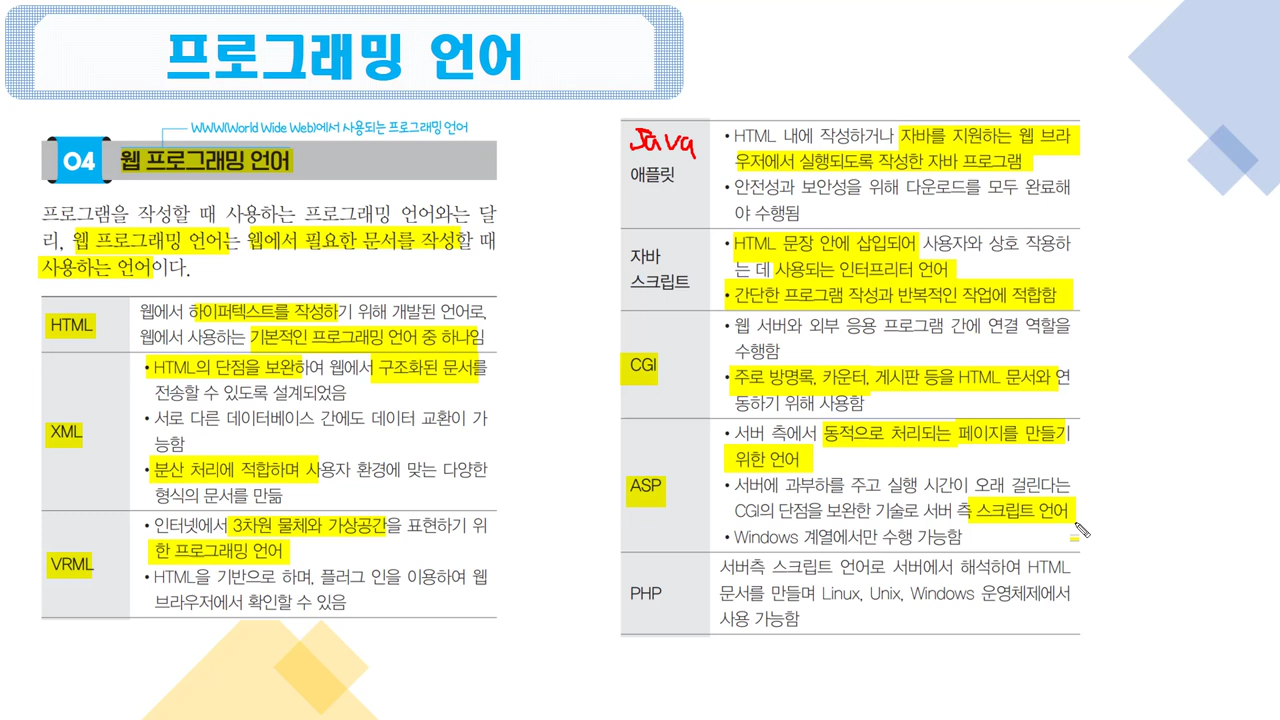 프로그래밍 언어
WWW(World Wide Web)에서 사용되는 프로그래밍 언어
04 웹 프로그래밍 언어
프로그램을 작성할 때 사용하는 프로그래밍 언어와는 달
리, 웹 프로그래밍 언어는 웹에서 필요한 문서를 작성할 때
사용하는 언어이다.
HTML
웹에서 하이퍼텍스트를 작성하기 위해 개발된 언어로,
웹에서 사용하는 기본적인 프로그래밍 언어 중 하나임
XML
• HTML의 단점을 보완하여 웹에서 구조화된 문서를
전송할 수 있도록 설계되었음
• 서로 다른 데이터베이스 간에도 데이터 교환이 가
능함
• 분산 처리에 적합하며 사용자 환경에 맞는 다양한
형식의 문서를 만듦
VRML
• 인터넷에서 3차원 물체와 가상공간을 표현하기 위
한 프로그래밍 언어
• HTML을 기반으로 하며, 플러그 인을 이용하여 웹
브라우저에서 확인할 수 있음
Java
애플릿
• HTML 내에 작성하거나 자바를 지원하는 웹 브라
우저에서 실행되도록 작성한 자바 프로그램
• 안전성과 보안성을 위해 다운로드를 모두 완료해
야 수행됨
자바
스크립트
• HTML 문장 안에 삽입되어 사용자와 상호 작용하
는 데 사용되는 인터프리터 언어
• 간단한 프로그램 작성과 반복적인 작업에 적합함
CGI
• 웹 서버와 외부 응용 프로그램 간에 연결 역할을
수행함
• 주로 방명록, 카운터, 게시판 등을 HTML 문서와 연
동하기 위해 사용함
ASP
• 서버 측에서 동적으로 처리되는 페이지를 만들기
위한 언어
• 서버에 과부하를 주고 실행 시간이 오래 걸린다는
CGI의 단점을 보완한 기술로 서버 측 스크립트 언어
• Windows 계열에서만 수행 가능함
PHP
서버측 스크립트 언어로 서버에서 해석하여 HTML
문서를 만들며 Linux, Unix, Windows 운영체제에서
사용 가능함